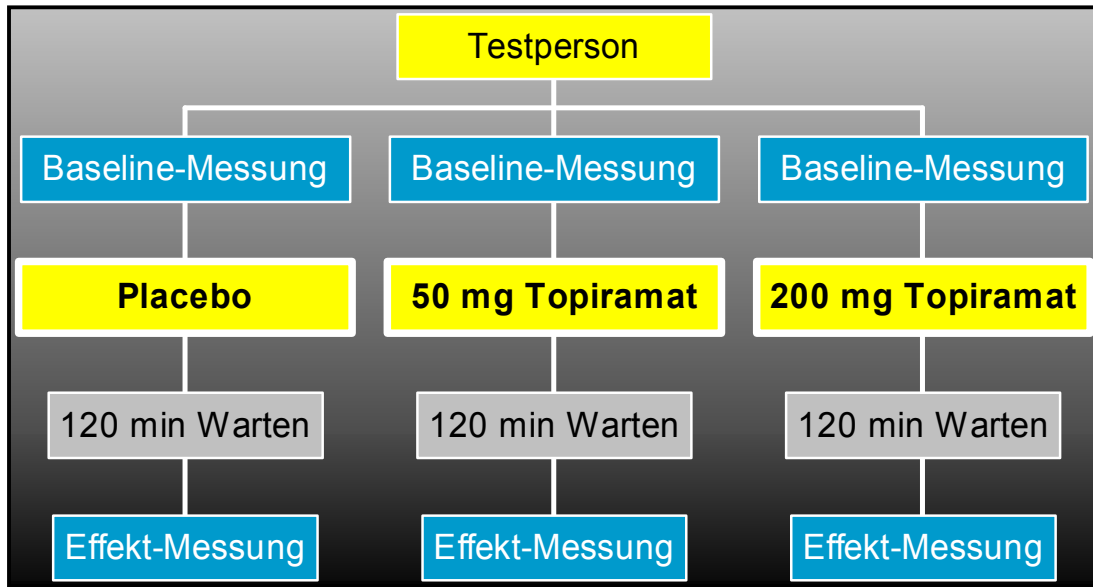 Testperson
Baseline-Messung
Baseline-Messung
Baseline-Messung
Placebo
50 mg Topiramat
200 mg Topiramat
120 min Warten
120 min Warten
120 min Warten
Effekt-Messung
Effekt-Messung
Effekt-Messung